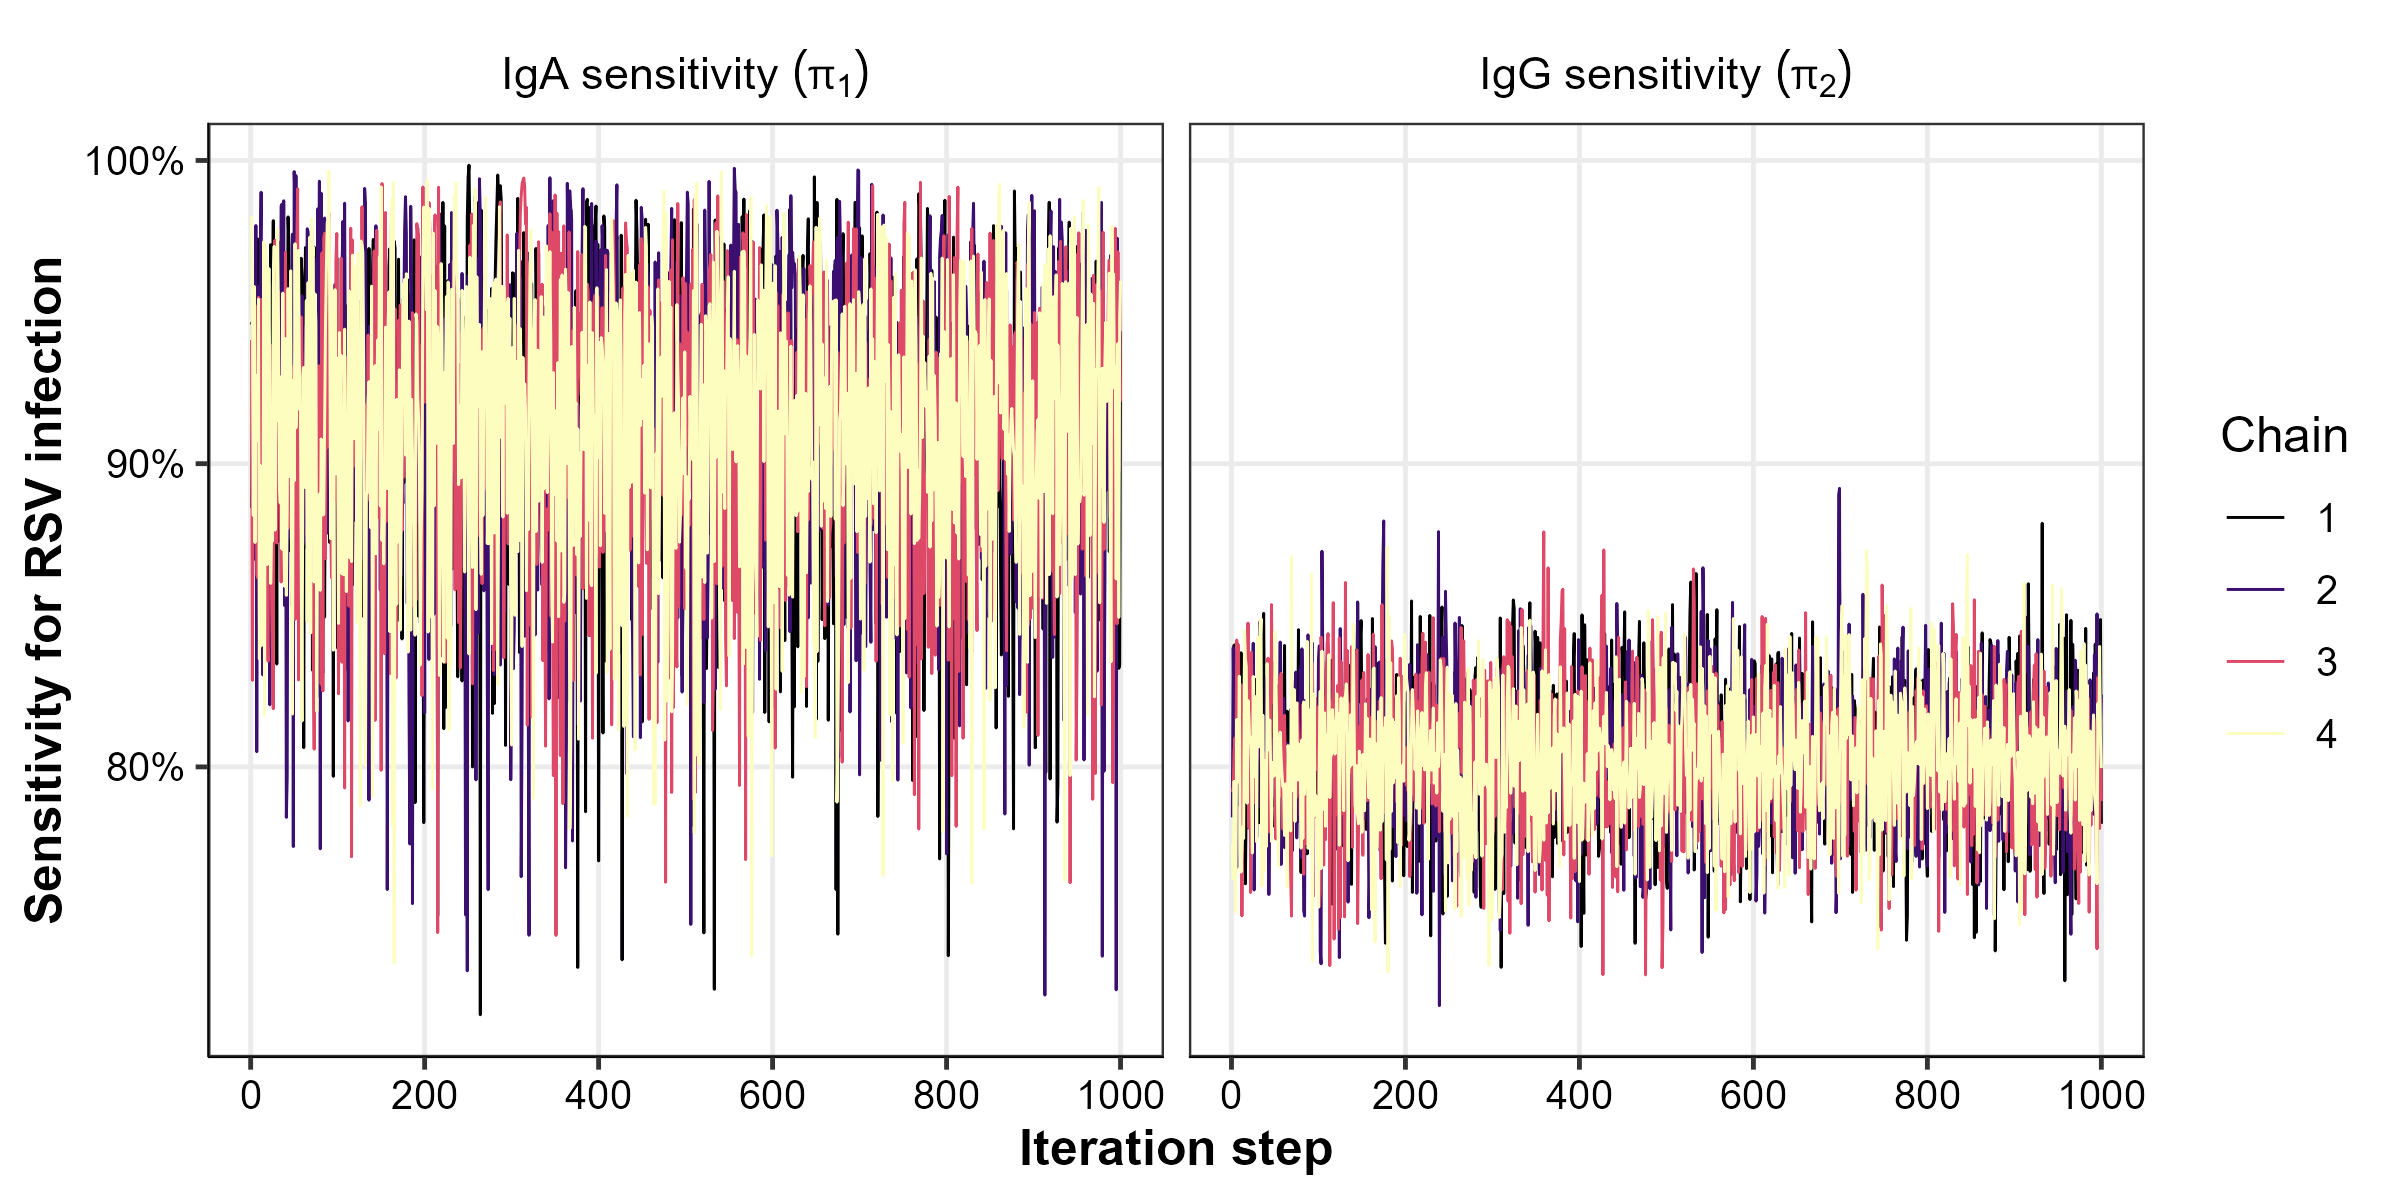 IgA sensitivity (π₁)
IgG sensitivity (π₂)
Sensitivity for RSV infection
100%
90%
80%
0 200 400 600 800 1000
0 200 400 600 800 1000
Iteration step
Chain
1
2
3
4